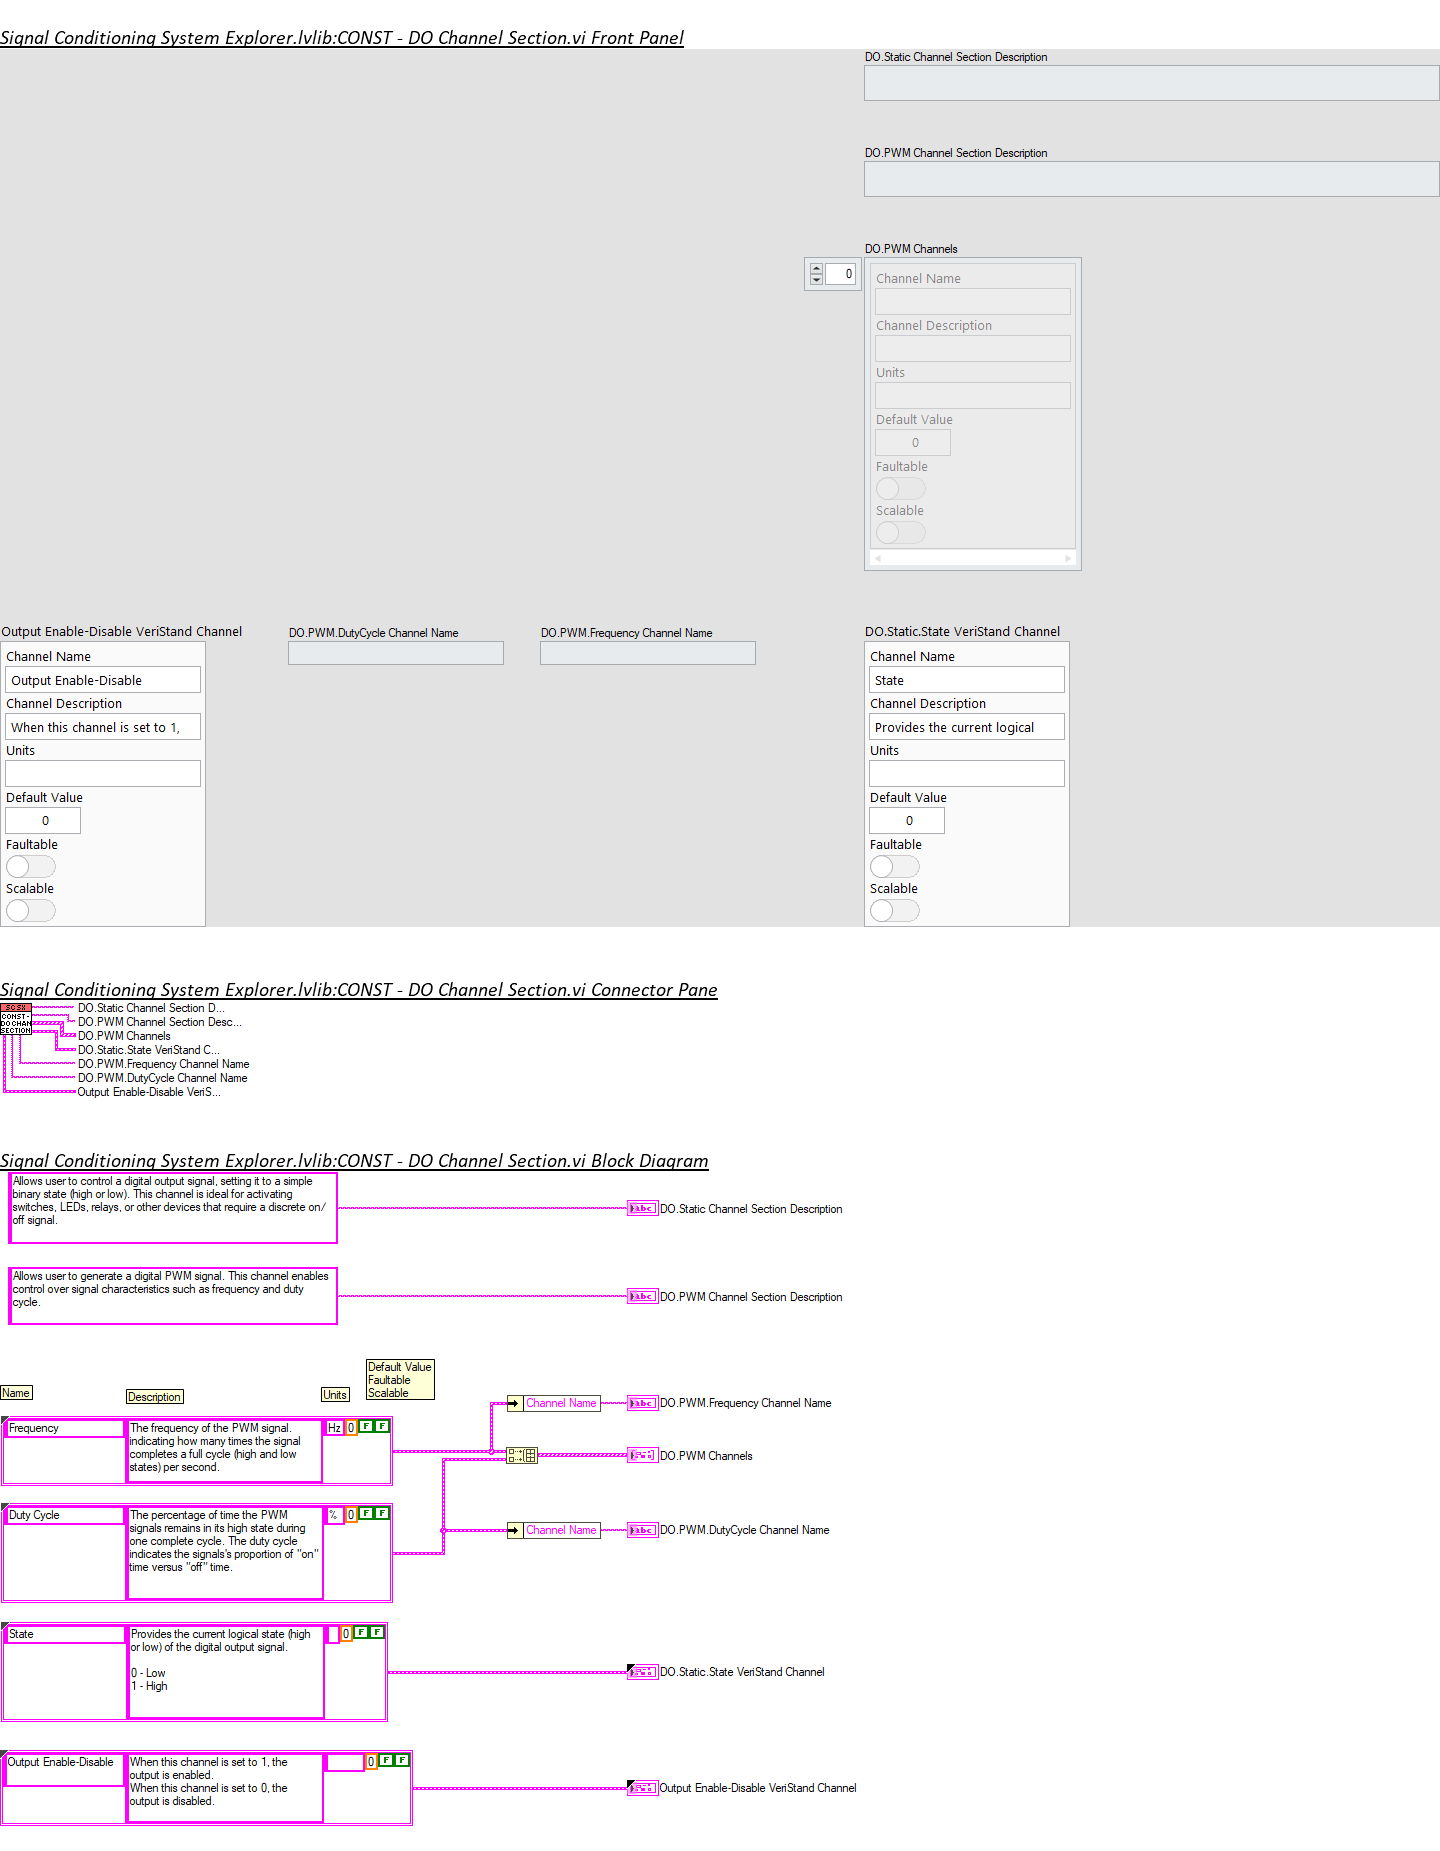 Signal Conditioning System Explorer.lvlib:CONST - DO Channel Section.vi Front Panel
DO.Static Channel Section Description
DO.PWM Channel Section Description
DO.PWM Channels
0
Channel Name
Channel Description
Units
Default Value
0
Faultable
Scalable
Output Enable-Disable VeriStand Channel
Channel Name
Output Enable-Disable
Channel Description
When this channel is set to 1,
Units
Default Value
0
Faultable
Scalable
DO.PWM.DutyCycle Channel Name
DO.PWM.Frequency Channel Name
DO.Static.State VeriStand Channel
Channel Name
State
Channel Description
Provides the current logical
Units
Default Value
0
Faultable
Scalable
Signal Conditioning System Explorer.lvlib:CONST - DO Channel Section.vi Connector Pane
SCSX
CONST-
DO CHAN
SECTION
DO.Static Channel Section D...
DO.PWM Channel Section Desc...
DO.PWM Channels
DO.Static.State VeriStand C...
DO.PWM.Frequency Channel Name
DO.PWM.DutyCycle Channel Name
Output Enable-Disable VeriS...
Signal Conditioning System Explorer.lvlib:CONST - DO Channel Section.vi Block Diagram
Allows user to control a digital output signal, setting it to a simple
binary state (high or low). This channel is ideal for activating
switches, LEDs, relays, or other devices that require a discrete on/
off signal.
abc
DO.Static Channel Section Description
Allows user to generate a digital PWM signal. This channel enables
control over signal characteristics such as frequency and duty
cycle.
abc
DO.PWM Channel Section Description
Name
Description
Units
Default Value
Faultable
Scalable
Frequency
The frequency of the PWM signal.
indicating how many times the signal
completes a full cycle (high and low
states) per second.
Hz
0
F
F
Channel Name
abc
DO.PWM.Frequency Channel Name
DO.PWM Channels
Duty Cycle
The percentage of time the PWM
signals remains in its high state during
one complete cycle. The duty cycle
indicates the signals's proportion of "on"
time versus "off" time.
%
0
F
F
Channel Name
abc
DO.PWM.DutyCycle Channel Name
State
Provides the current logical state (high
or low) of the digital output signal.
0 - Low
1 - High
0
F
F
DO.Static.State VeriStand Channel
Output Enable-Disable
When this channel is set to 1, the
output is enabled.
When this channel is set to 0, the
output is disabled.
0
F
F
Output Enable-Disable VeriStand Channel